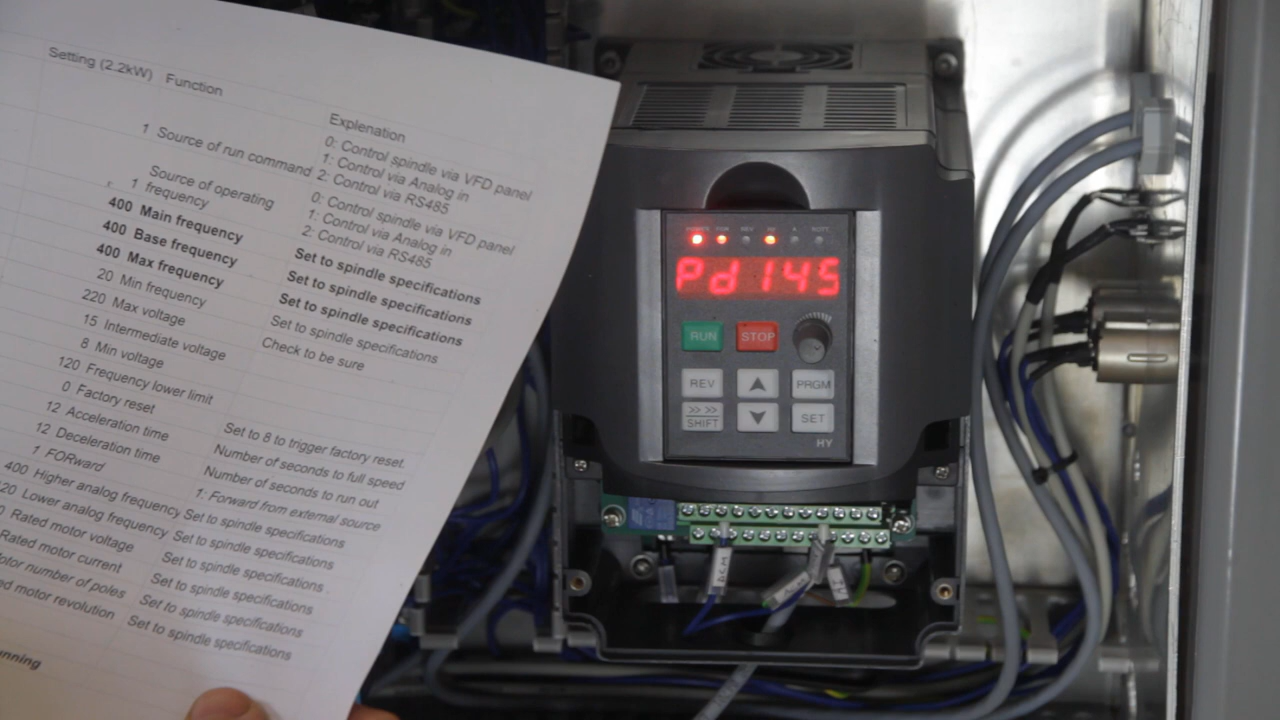 Setting (2.2kW) Function
Explenation
1 Source of run command
0: Control spindle via VFD panel
1: Control via Analog in
2: Control via RS485
1 Source of operating
frequency
0: Control spindle via VFD panel
1: Control via Analog in
2: Control via RS485
400 Main frequency Set to spindle specifications
400 Base frequency Set to spindle specifications
400 Max frequency Set to spindle specifications
20 Min frequency Set to spindle specifications
220 Max voltage Check to be sure
15 Intermediate voltage
8 Min voltage
120 Frequency lower limit
0 Factory reset Set to 8 to trigger factory reset.
12 Acceleration time Number of seconds to full speed
12 Deceleration time Number of seconds to run out
1 FORward 1: Forward from external source
400 Higher analog frequency Set to spindle specifications
20 Lower analog frequency Set to spindle specifications
0 Rated motor voltage Set to spindle specifications
Rated motor current Set to spindle specifications
otor number of poles Set to spindle specifications
ed motor revolution
unning
Pd145
RUN STOP
REV PRGM
>> >>
SHIFT SET
HY
ACM